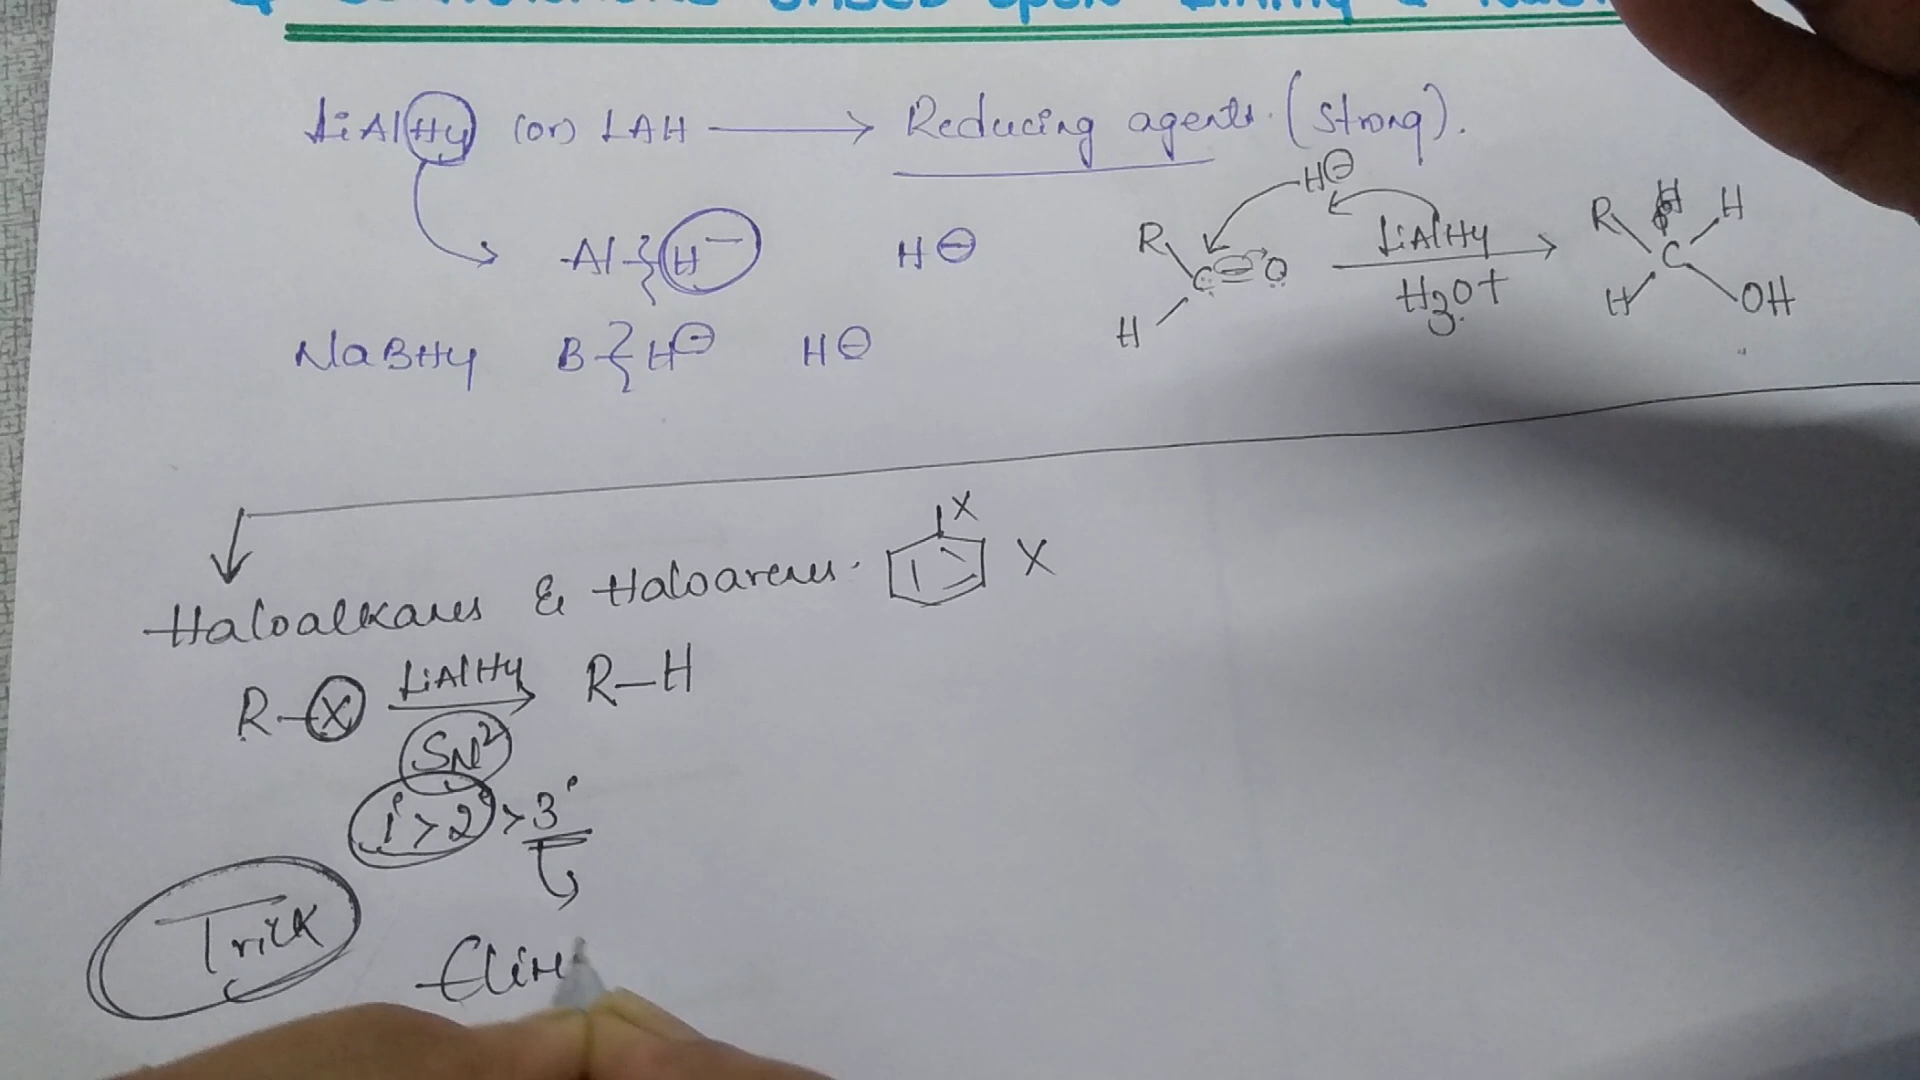 LiAlH4 (or) LAH ⟶ Reducing agents. (strong).
Al H⁻ H⊖
NaBH4 B H⊖ H⊖
H⊖
R C=O H
LiAlH4
H3O+
R H H C H OH
Haloalkanes & Haloarenes. X X
R-X LiAlH4 R-H
SN2
1° > 2° > 3°
Trick
Elim